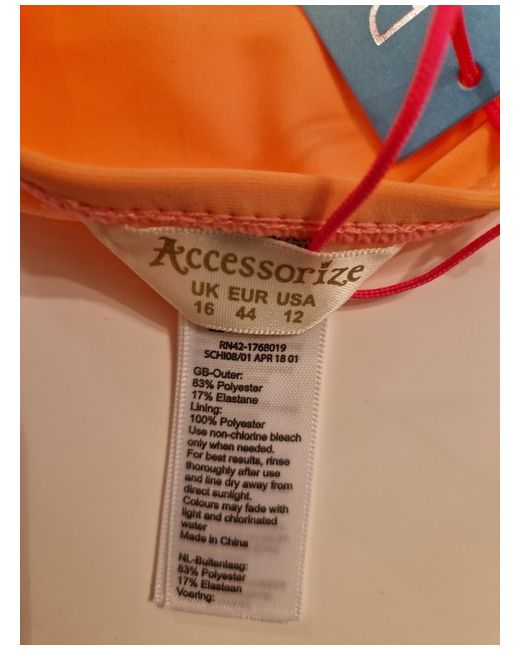 Accessorize
UK EUR USA
16 44 12
RN42-1768019
SCHI08/01 APR 18 01
GB-Outer:
83% Polyester
17% Elastane
Lining:
100% Polyester
Use non-chlorine bleach
only when needed.
For best results, rinse
thoroughly after use
and line dry away from
direct sunlight.
Colours may fade with
light and chlorinated
water
Made in China
NL-Buitenlaag:
83% Polyester
17% Elastaan
Voering: